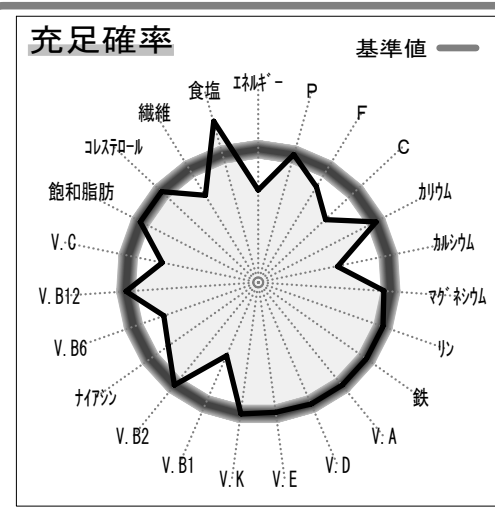 充足確率
基準値
エネルギー
P
F
C
カリウム
カルシウム
マグネシウム
リン
鉄
V.A
V.D
V.E
V.K
V.B1
V.B2
ナイアシン
V.B6
V.B12
V.C
飽和脂肪
コレステロール
繊維
食塩